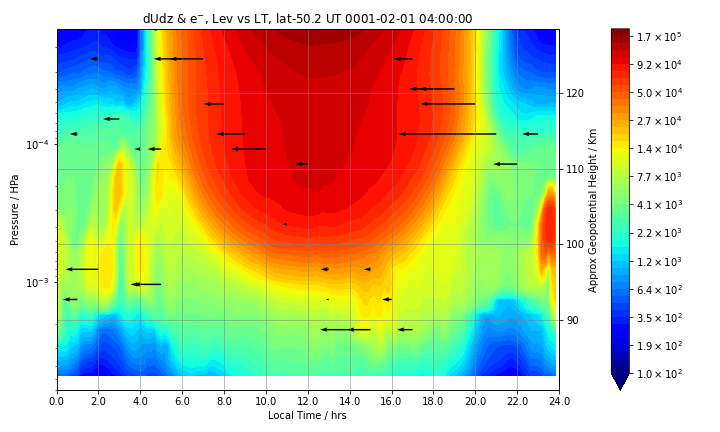 dUdz & e⁻, Lev vs LT, lat-50.2 UT 0001-02-01 04:00:00
Pressure / HPa
10⁻⁴
10⁻³
0.0 2.0 4.0 6.0 8.0 10.0 12.0 14.0 16.0 18.0 20.0 22.0 24.0
Local Time / hrs
120
110
100
90
Approx Geopotential Height / Km
1.7 × 10⁵
9.2 × 10⁴
5.0 × 10⁴
2.7 × 10⁴
1.4 × 10⁴
7.7 × 10³
4.1 × 10³
2.2 × 10³
1.2 × 10³
6.4 × 10²
3.5 × 10²
1.9 × 10²
1.0 × 10²